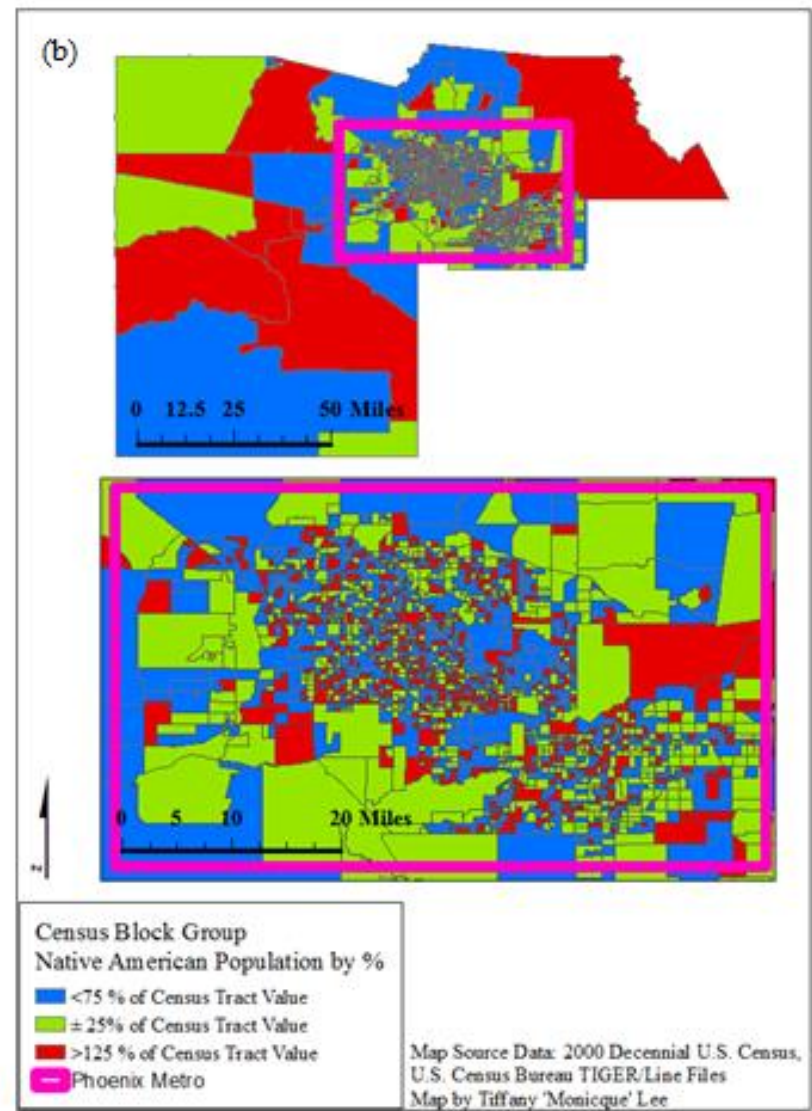 (b)
0 12.5 25 50 Miles
0 5 10 20 Miles
z
Census Block Group
Native American Population by %
<75 % of Census Tract Value
± 25% of Census Tract Value
>125 % of Census Tract Value
Phoenix Metro
Map Source Data: 2000 Decennial U.S. Census,
U.S. Census Bureau TIGER/Line Files
Map by Tiffany 'Monicque' Lee